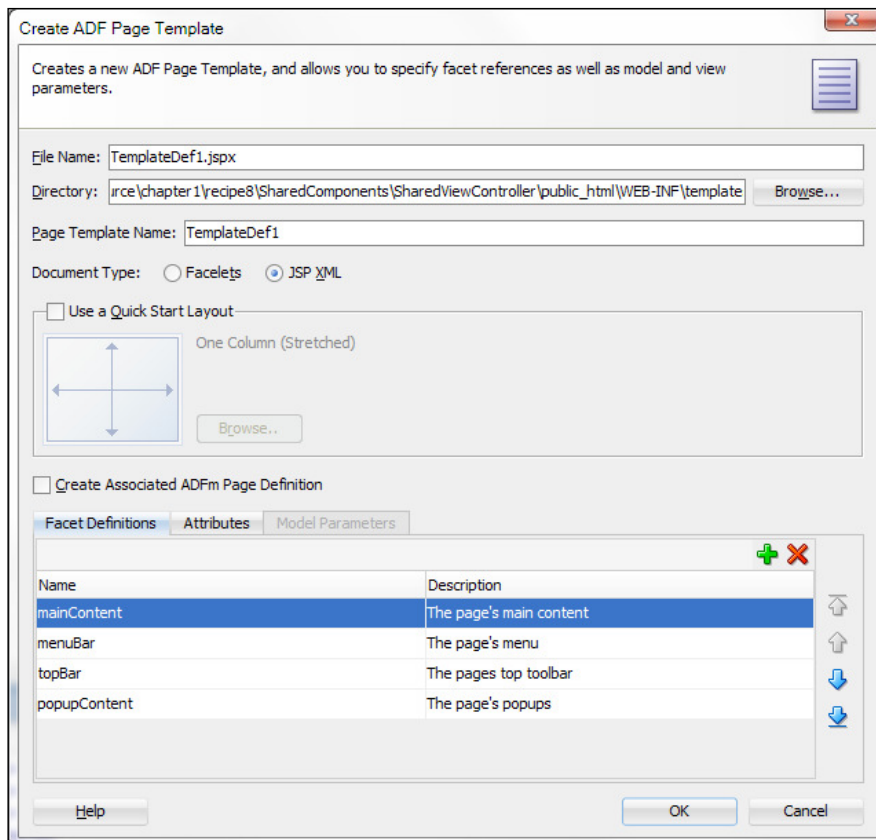 Create ADF Page Template
Creates a new ADF Page Template, and allows you to specify facet references as well as model and view
parameters.
File Name: TemplateDef1.jspx
Directory: ırce\chapter1\recipe8\SharedComponents\SharedViewController\public_html\WEB-INF\template Browse...
Page Template Name: TemplateDef1
Document Type: Facelets JSP XML
Use a Quick Start Layout
One Column (Stretched)
Browse..
Create Associated ADFm Page Definition
Facet Definitions Attributes Model Parameters
Name Description
mainContent The page's main content
menuBar The page's menu
topBar The pages top toolbar
popupContent The page's popups
Help OK Cancel